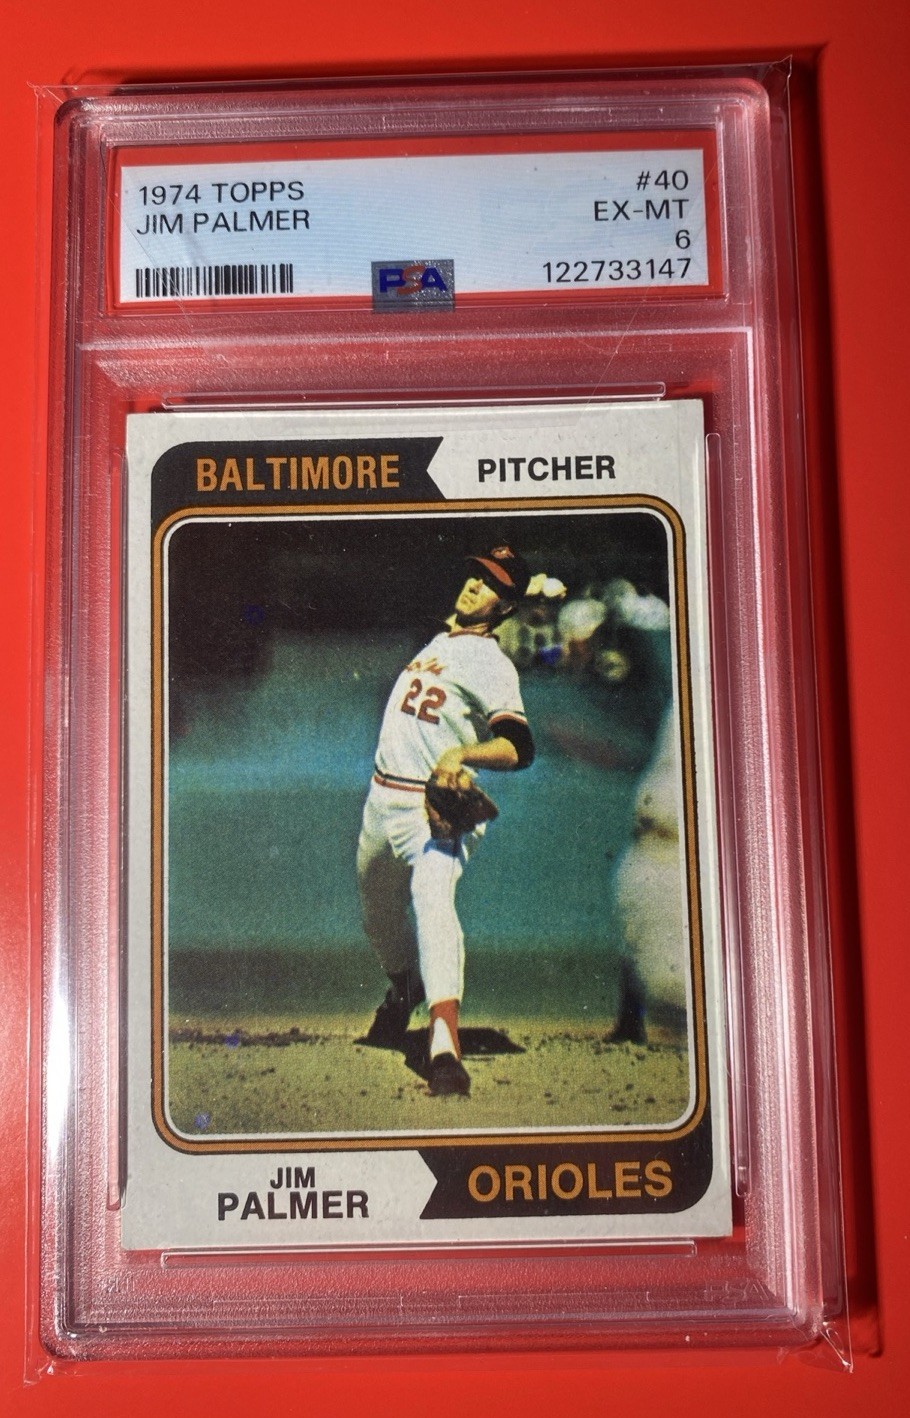 1974 TOPPS #40
JIM PALMER EX-MT
6
PSA 122733147
BALTIMORE PITCHER
22
JIM
PALMER
ORIOLES